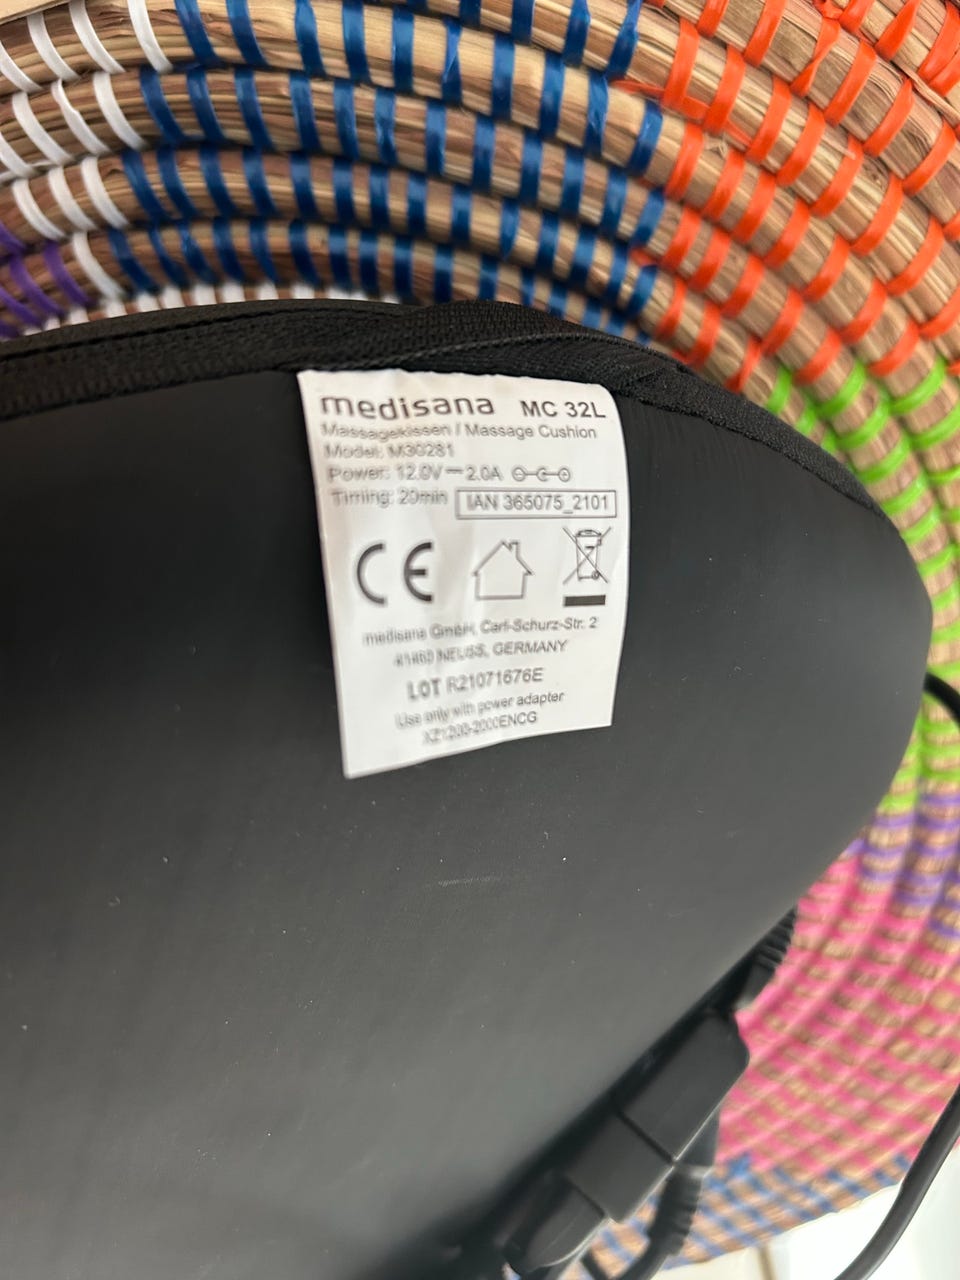 medisana MC 32L
Massagekissen / Massage Cushion
Model: M30281
Power: 12.0V 2.0A
Timing: 20min IAN 365075_2101
CE
medisana GmbH, Carl-Schurz-Str. 2
41460 NEUSS, GERMANY
LOT R21071676E
Use only with power adapter
XZ1200-2000ENCG